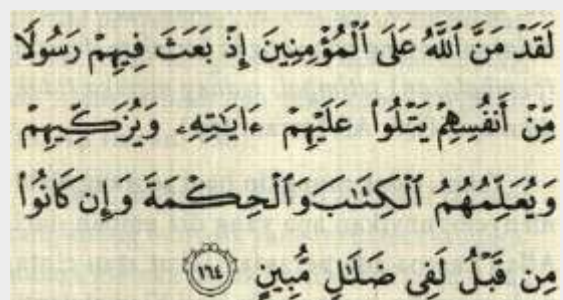 لَقَدْ مَنَّ ٱللَّهُ عَلَى ٱلْمُؤْمِنِينَ إِذْ بَعَثَ فِيهِمْ رَسُولًا
مِّنْ أَنفُسِهِمْ يَتْلُوا۟ عَلَيْهِمْ ءَايَٰتِهِۦ وَيُزَكِّيهِمْ
وَيُعَلِّمُهُمُ ٱلْكِتَٰبَ وَٱلْحِكْمَةَ وَإِن كَانُوا۟
مِن قَبْلُ لَفِى ضَلَٰلٍ مُّبِينٍ ١٦٤